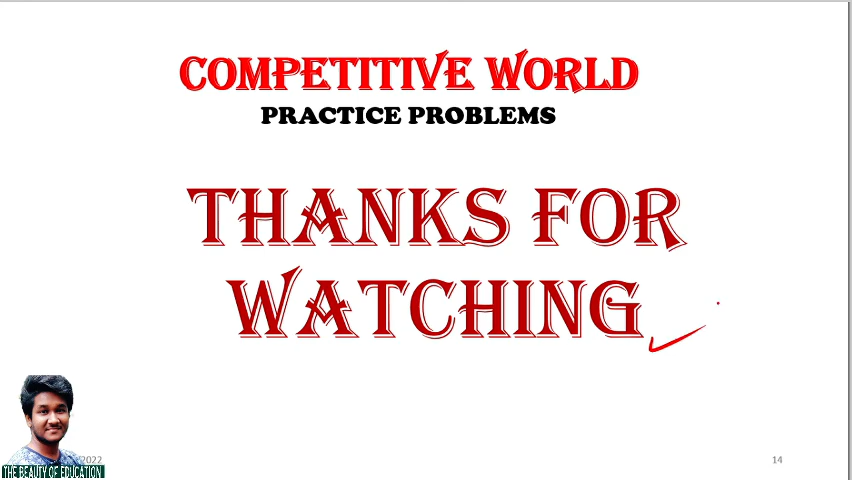 COMPETITIVE WORLD
PRACTICE PROBLEMS
THANKS FOR
WATCHING
2022
14
THE BEAUTY OF EDUCATION